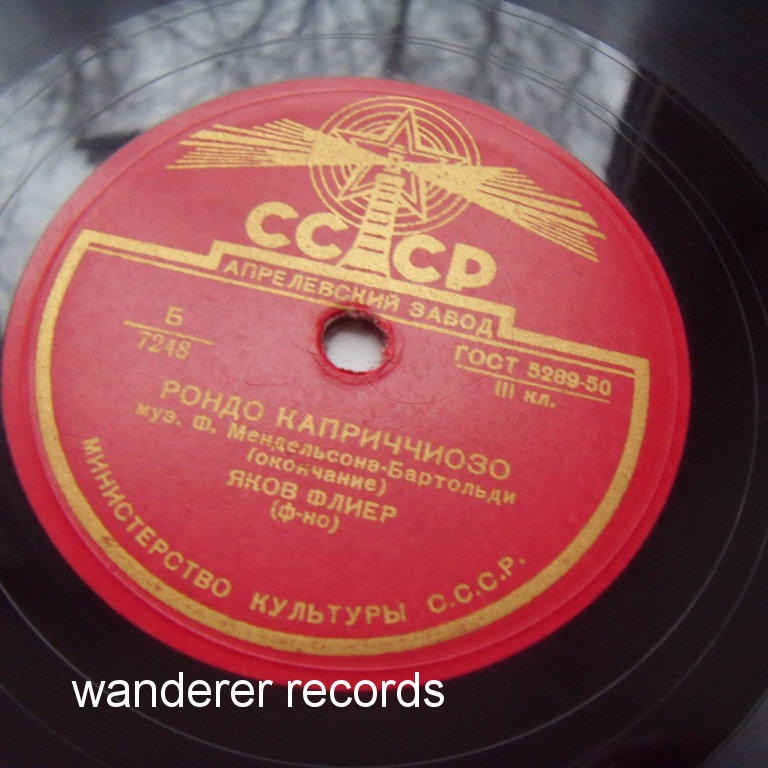 СССР
АПРЕЛЕВСКИЙ ЗАВОД
Б
7248
ГОСТ 5289-50
III кл.
РОНДО КАПРИЧЧИОЗО
муз. Ф. Мендельсона-Бартольди
(окончание)
ЯКОВ ФЛИЕР
(ф-но)
МИНИСТЕРСТВО КУЛЬТУРЫ С.С.С.Р.
wanderer records